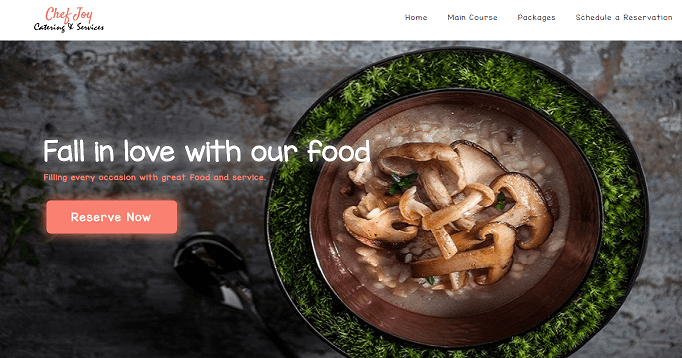 Chef Joy
Catering & Services
Home Main Course Packages Schedule a Reservation
Fall in love with our food
Filling every occasion with great food and service.
Reserve Now